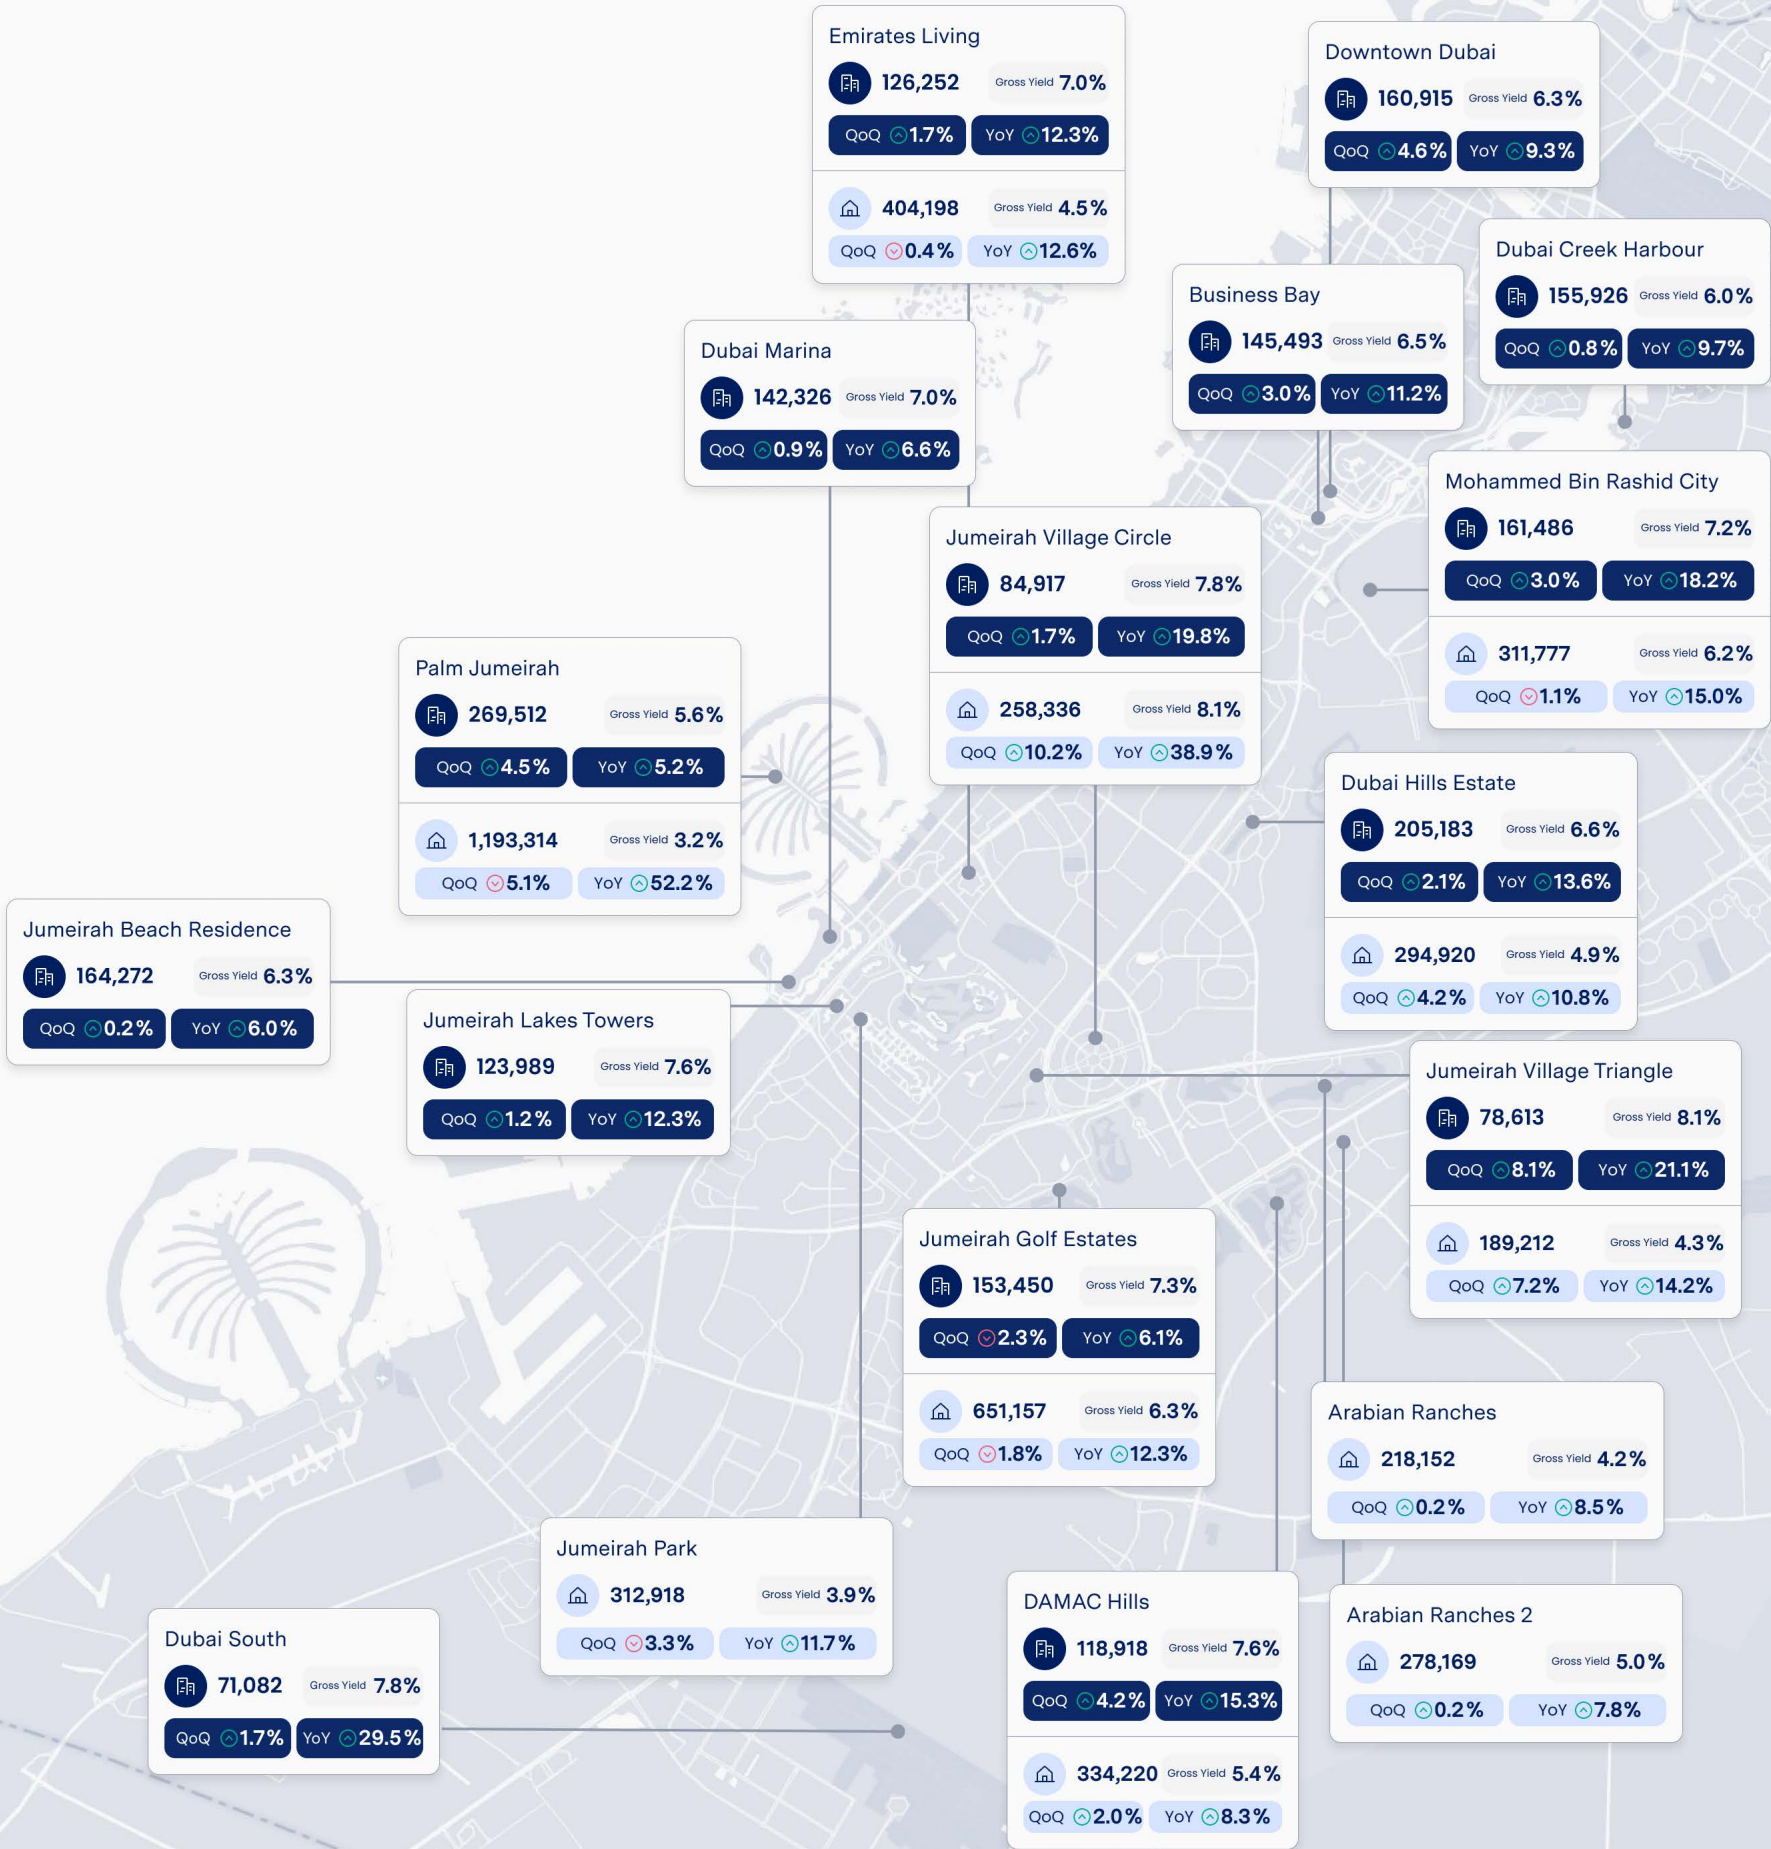 Emirates Living
126,252 Gross Yield 7.0%
QoQ 1.7% YoY 12.3%
404,198 Gross Yield 4.5%
QoQ 0.4% YoY 12.6%
Downtown Dubai
160,915 Gross Yield 6.3%
QoQ 4.6% YoY 9.3%
Dubai Creek Harbour
155,926 Gross Yield 6.0%
QoQ 0.8% YoY 9.7%
Business Bay
145,493 Gross Yield 6.5%
QoQ 3.0% YoY 11.2%
Dubai Marina
142,326 Gross Yield 7.0%
QoQ 0.9% YoY 6.6%
Mohammed Bin Rashid City
161,486 Gross Yield 7.2%
QoQ 3.0% YoY 18.2%
311,777 Gross Yield 6.2%
QoQ 1.1% YoY 15.0%
Jumeirah Village Circle
84,917 Gross Yield 7.8%
QoQ 1.7% YoY 19.8%
258,336 Gross Yield 8.1%
QoQ 10.2% YoY 38.9%
Palm Jumeirah
269,512 Gross Yield 5.6%
QoQ 4.5% YoY 5.2%
1,193,314 Gross Yield 3.2%
QoQ 5.1% YoY 52.2%
Dubai Hills Estate
205,183 Gross Yield 6.6%
QoQ 2.1% YoY 13.6%
294,920 Gross Yield 4.9%
QoQ 4.2% YoY 10.8%
Jumeirah Beach Residence
164,272 Gross Yield 6.3%
QoQ 0.2% YoY 6.0%
Jumeirah Lakes Towers
123,989 Gross Yield 7.6%
QoQ 1.2% YoY 12.3%
Jumeirah Village Triangle
78,613 Gross Yield 8.1%
QoQ 8.1% YoY 21.1%
189,212 Gross Yield 4.3%
QoQ 7.2% YoY 14.2%
Jumeirah Golf Estates
153,450 Gross Yield 7.3%
QoQ 2.3% YoY 6.1%
651,157 Gross Yield 6.3%
QoQ 1.8% YoY 12.3%
Arabian Ranches
218,152 Gross Yield 4.2%
QoQ 0.2% YoY 8.5%
Jumeirah Park
312,918 Gross Yield 3.9%
QoQ 3.3% YoY 11.7%
DAMAC Hills
118,918 Gross Yield 7.6%
QoQ 4.2% YoY 15.3%
334,220 Gross Yield 5.4%
QoQ 2.0% YoY 8.3%
Arabian Ranches 2
278,169 Gross Yield 5.0%
QoQ 0.2% YoY 7.8%
Dubai South
71,082 Gross Yield 7.8%
QoQ 1.7% YoY 29.5%